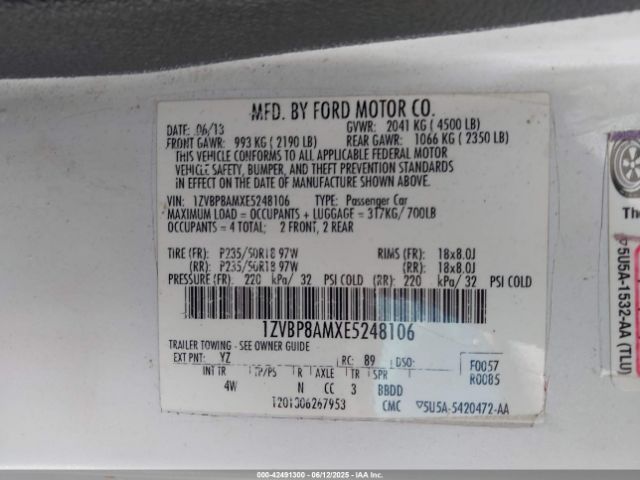 MFD. BY FORD MOTOR CO.
DATE: 06/13 GVWR: 2041 KG ( 4500 LB)
FRONT GAWR: 993 KG ( 2190 LB) REAR GAWR: 1066 KG ( 2350 LB)
THIS VEHICLE CONFORMS TO ALL APPLICABLE FEDERAL MOTOR
VEHICLE SAFETY, BUMPER, AND THEFT PREVENTION STANDARDS
IN EFFECT ON THE DATE OF MANUFACTURE SHOWN ABOVE.
VIN: 1ZVBP8AMXE5248106 TYPE: Passenger Car
MAXIMUM LOAD = OCCUPANTS + LUGGAGE = 317KG/ 700LB
OCCUPANTS = 4 TOTAL: 2 FRONT, 2 REAR
TIRE (FR): P235/50R18 97W RIMS (FR): 18x8.0J
(RR): P235/50R18 97W (RR): 18x8.0J
PRESSURE (FR): 220 kPa/ 32 PSI COLD (RR): 220 kPa/ 32 PSI COLD
1ZVBP8AMXE5248106
TRAILER TOWING - SEE OWNER GUIDE
EXT PNT: YZ RC: 89 DSO: F0057
INT TR TP/PS R AXLE TR SPR R0085
4W N CC 3 BBDD
T201306267953 CMC ▽5U5A-5420472-AA
The
▽5U5A-1532-AA (TLU)
000-42491300 - 06/12/2025 - IAA Inc.